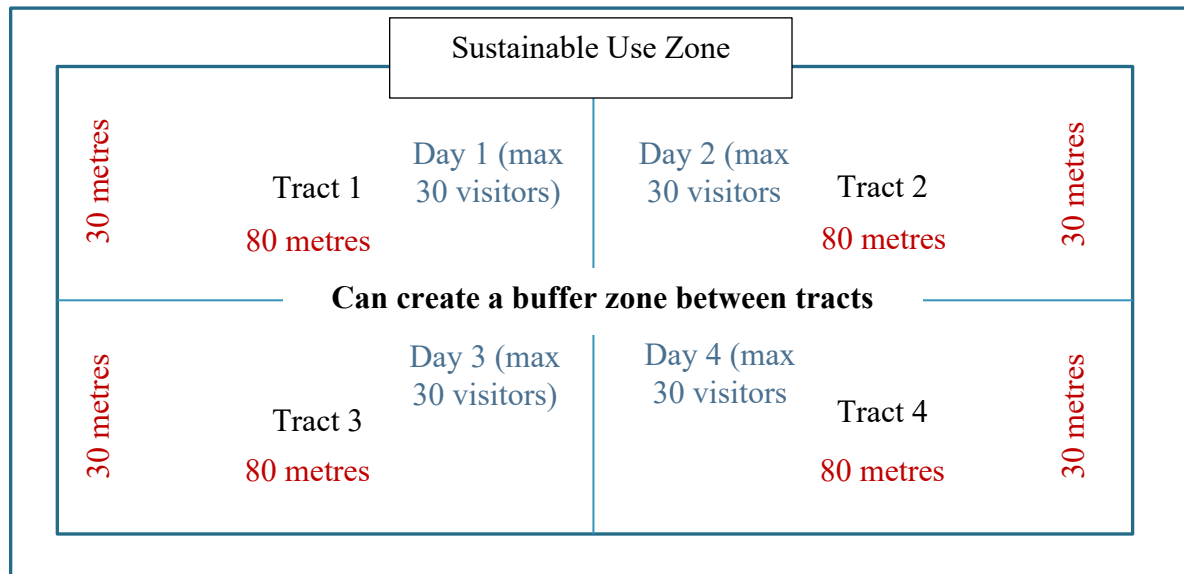 Sustainable Use Zone
30 metres
Tract 1
80 metres
Day 1 (max
30 visitors)
Day 2 (max
30 visitors
Tract 2
80 metres
30 metres
Can create a buffer zone between tracts
30 metres
Tract 3
80 metres
Day 3 (max
30 visitors)
Day 4 (max
30 visitors
Tract 4
80 metres
30 metres